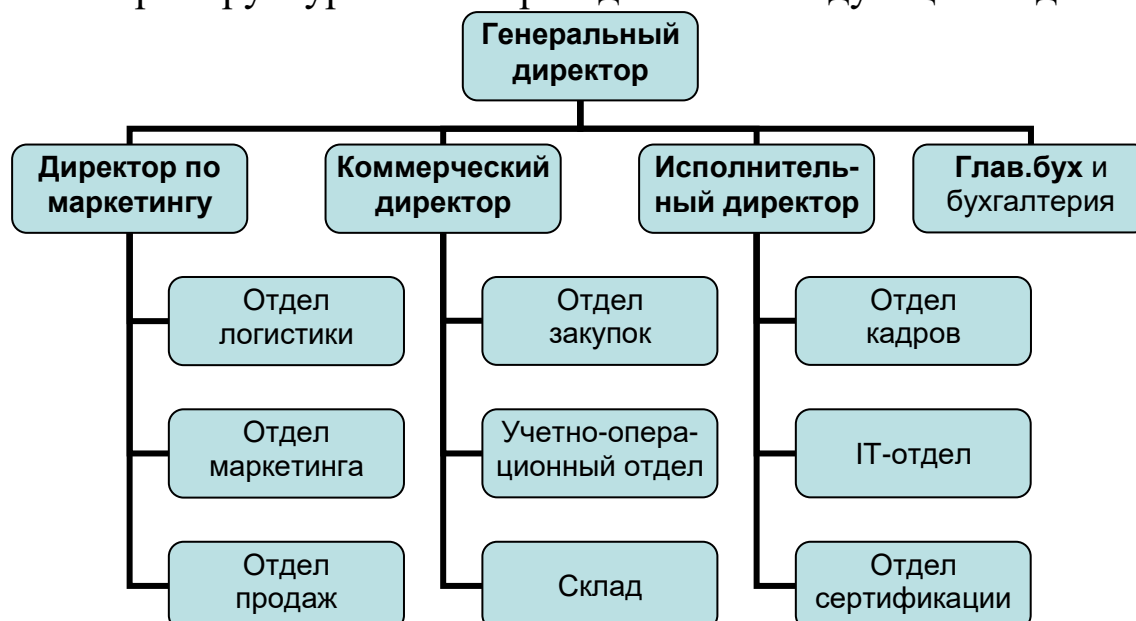 Генеральный
директор
Директор по
маркетингу
Коммерческий
директор
Исполнитель-
ный директор
Глав.бух и
бухгалтерия
Отдел
логистики
Отдел
закупок
Отдел
кадров
Отдел
маркетинга
Учетно-опера-
ционный отдел
IT-отдел
Отдел
продаж
Склад
Отдел
сертификации